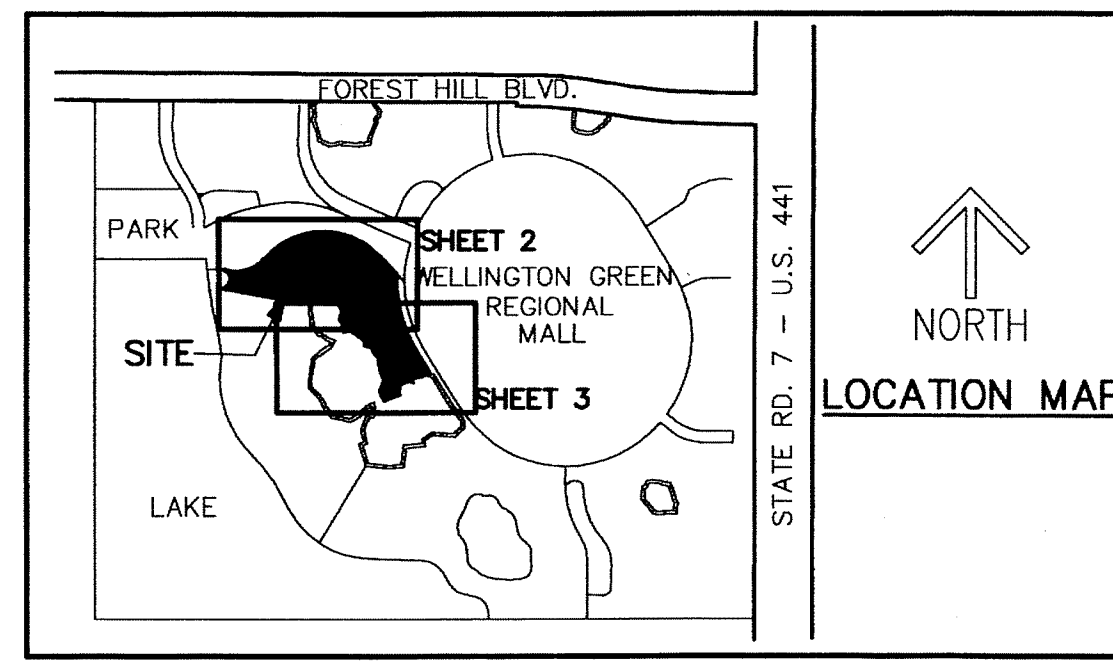 FOREST HILL BLVD.
PARK
SHEET 2
WELLINGTON GREEN
REGIONAL
MALL
SITE
SHEET 3
LAKE
STATE RD. 7 - U.S. 441
NORTH
LOCATION MAP